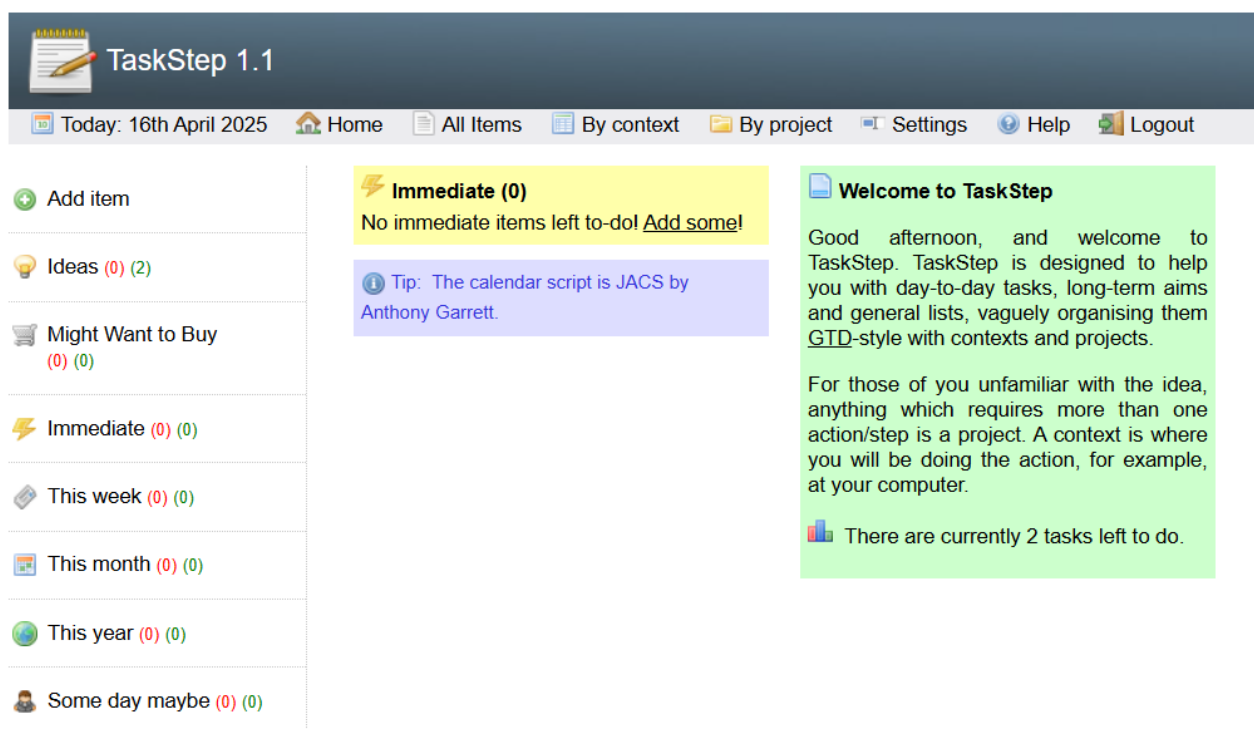 TaskStep 1.1
Today: 16th April 2025 Home All Items By context By project Settings Help Logout
Add item
Ideas (0) (2)
Might Want to Buy
(0) (0)
Immediate (0) (0)
This week (0) (0)
This month (0) (0)
This year (0) (0)
Some day maybe (0) (0)
Immediate (0)
No immediate items left to-do! Add some!
Tip: The calendar script is JACS by
Anthony Garrett.
Welcome to TaskStep
Good afternoon, and welcome to
TaskStep. TaskStep is designed to help
you with day-to-day tasks, long-term aims
and general lists, vaguely organising them
GTD-style with contexts and projects.
For those of you unfamiliar with the idea,
anything which requires more than one
action/step is a project. A context is where
you will be doing the action, for example,
at your computer.
There are currently 2 tasks left to do.